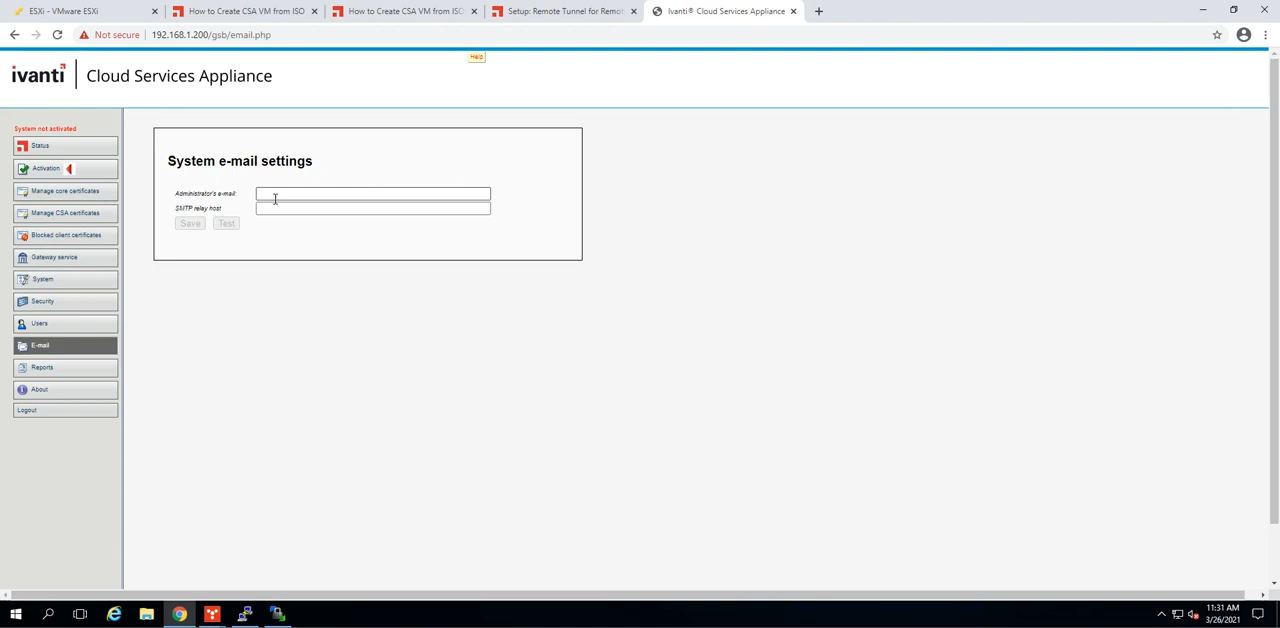 ESXi - VMware ESXi
How to Create CSA VM from ISO
How to Create CSA VM from ISO
Setup: Remote Tunnel for Remot
Ivanti® Cloud Services Appliance
Not secure
192.168.1.200/gsb/email.php
Help
ivanti
Cloud Services Appliance
System not activated
Status
Activation
Manage core certificates
Manage CSA certificates
Blocked client certificates
Gateway service
System
Security
Users
E-mail
Reports
About
Logout
System e-mail settings
Administrator's e-mail:
SMTP relay host
Save
Test
11:31 AM
3/26/2021